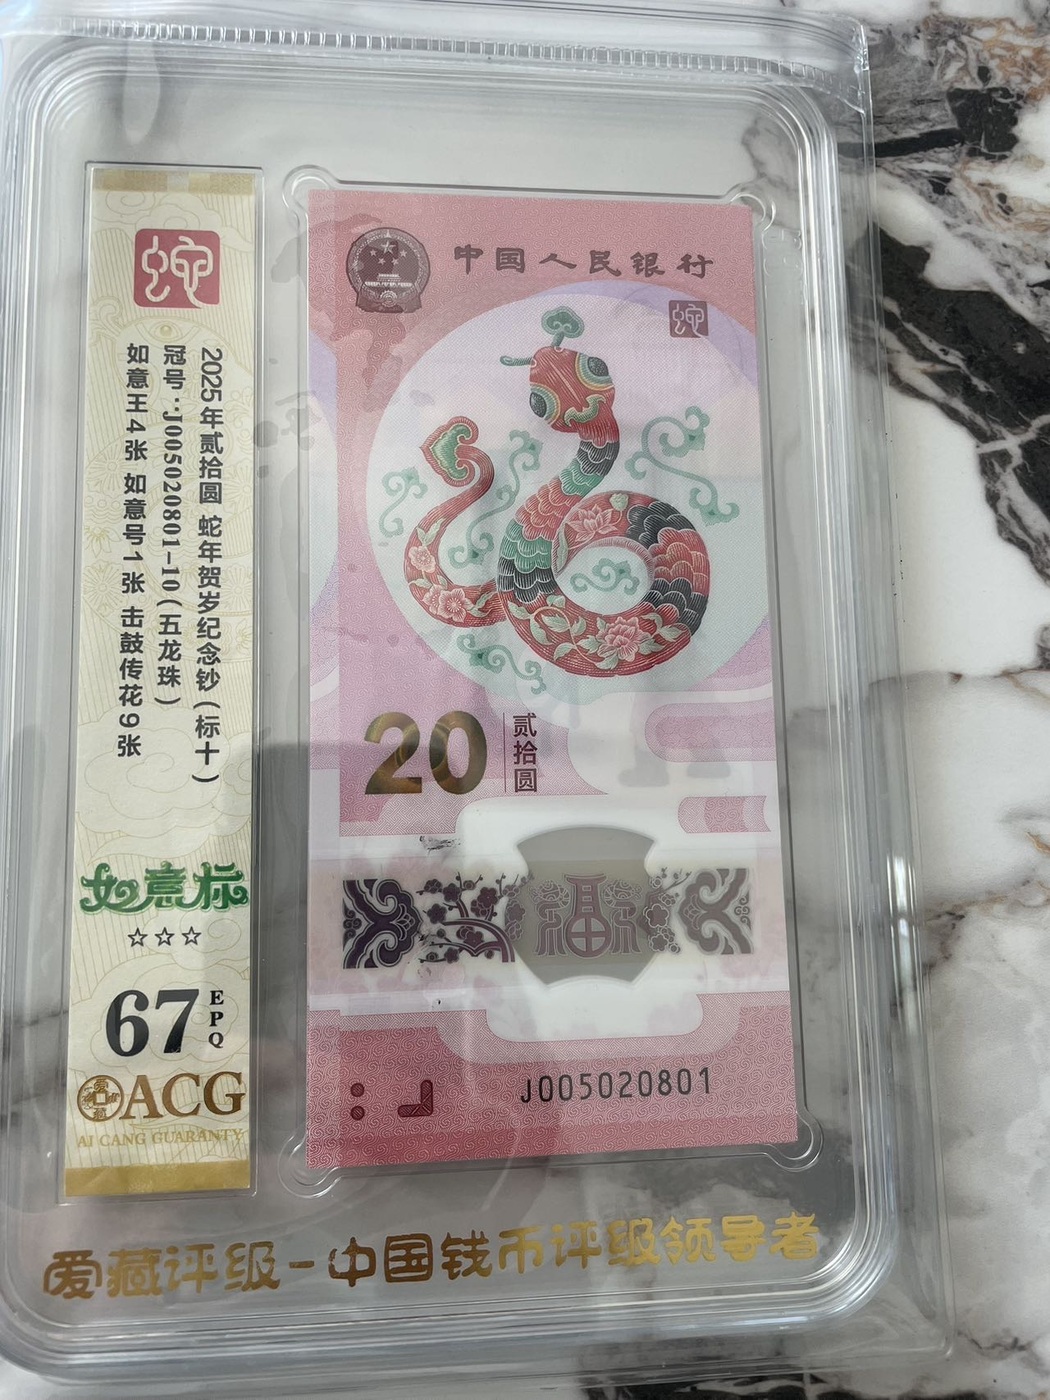 蛇
2025年贰拾圆 蛇年贺岁纪念钞(标十)
冠号:J005020801-10(五龙珠)
如意王4张 如意号1张 击鼓传花9张
如意标
67 EPQ
ACG
AI CANG GUARANTY
中国人民银行
蛇
20 贰拾圆
福
J005020801
爱藏评级-中国钱币评级领导者